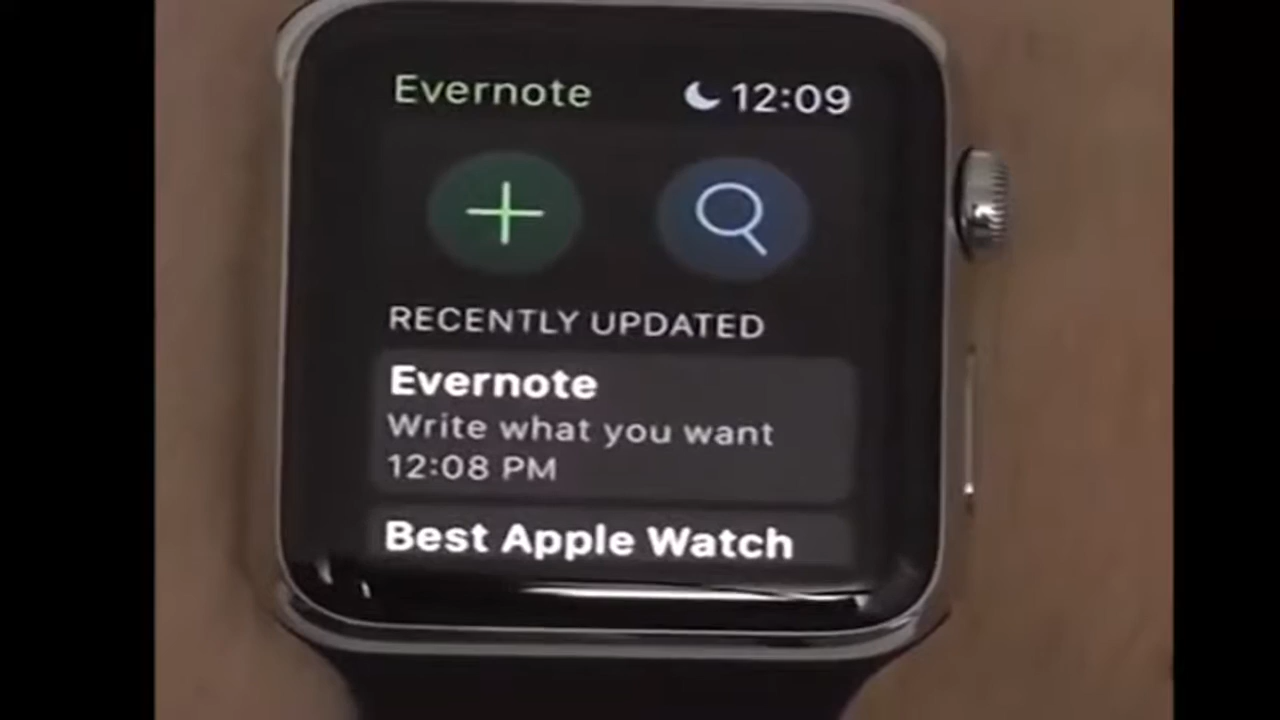 Evernote 12:09
RECENTLY UPDATED
Evernote
Write what you want
12:08 PM
Best Apple Watch